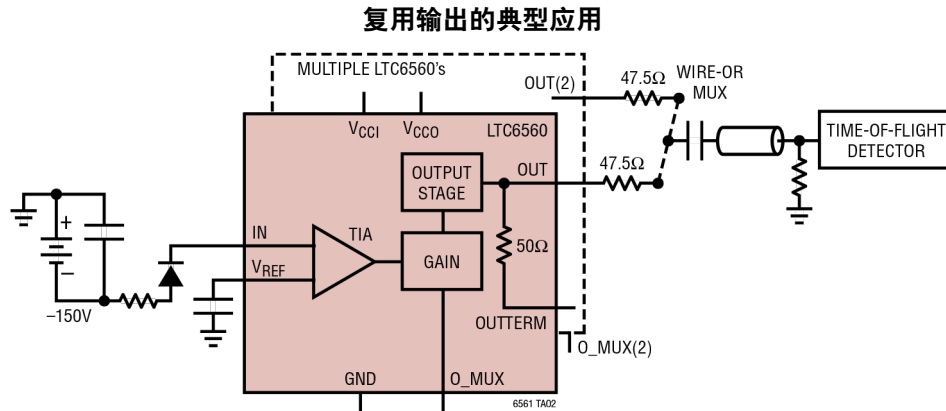 复用输出的典型应用
MULTIPLE LTC6560's
OUT(2)
47.5Ω
WIRE-OR
MUX
VCCI
VCCO
LTC6560
TIME-OF-FLIGHT
DETECTOR
OUTPUT
STAGE
OUT
47.5Ω
IN
TIA
50Ω
+
VREF
GAIN
−
−150V
OUTTERM
O_MUX(2)
GND
O_MUX
6561 TA02